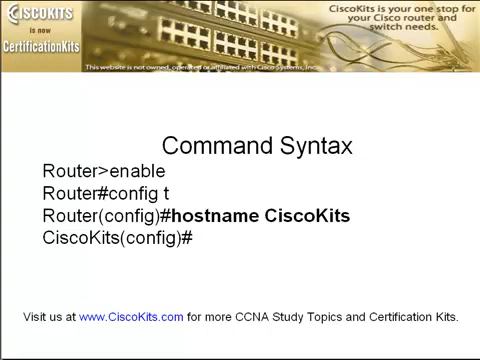 CISCOKITS
is now
CertificationKits
CiscoKits is your one stop for
your Cisco router and
switch needs.
This website is not owned, operated or affiliated with Cisco Systems, Inc.
Command Syntax
Router>enable
Router#config t
Router(config)#hostname CiscoKits
CiscoKits(config)#
Visit us at www.CiscoKits.com for more CCNA Study Topics and Certification Kits.